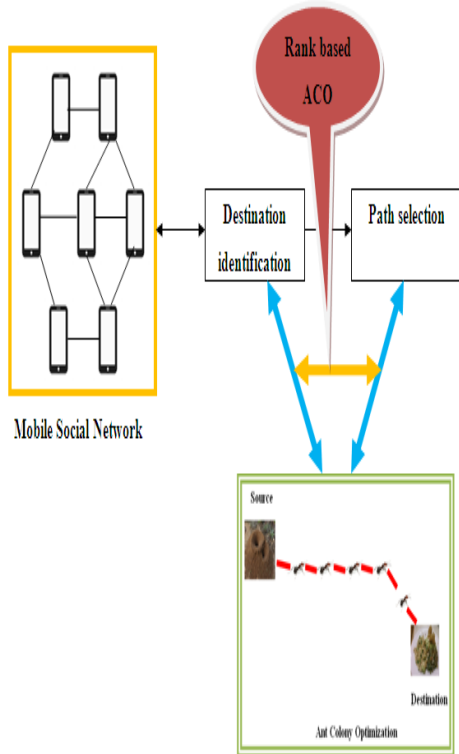 Rank based
ACO
Destination
identification
Path selection
Mobile Social Network
Source
Destination
Ant Colony Optimization